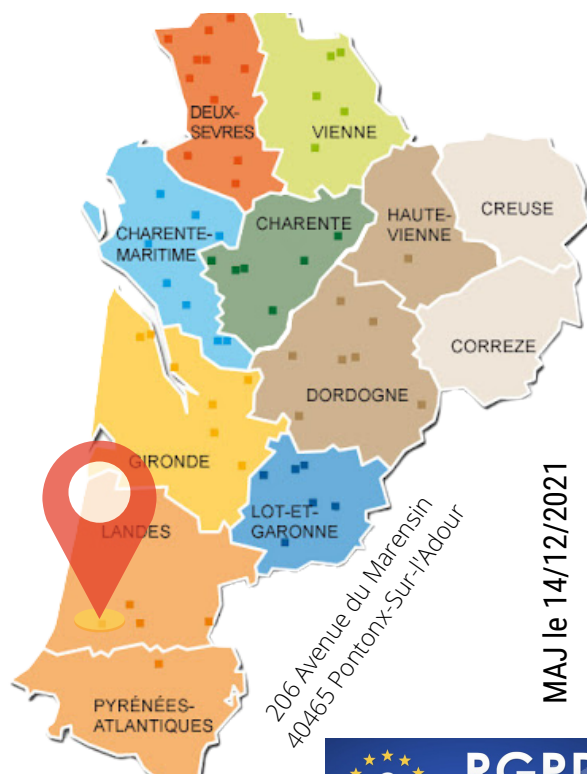 DEUX-
SEVRES
VIENNE
CHARENTE-
MARITIME
CHARENTE
HAUTE-
VIENNE
CREUSE
CORREZE
DORDOGNE
GIRONDE
LOT-ET-
GARONNE
LANDES
PYRÉNÉES-
ATLANTIQUES
206 Avenue du Marensin
40465 Pontonx-Sur-l'Adour
MAJ le 14/12/2021
RGPD